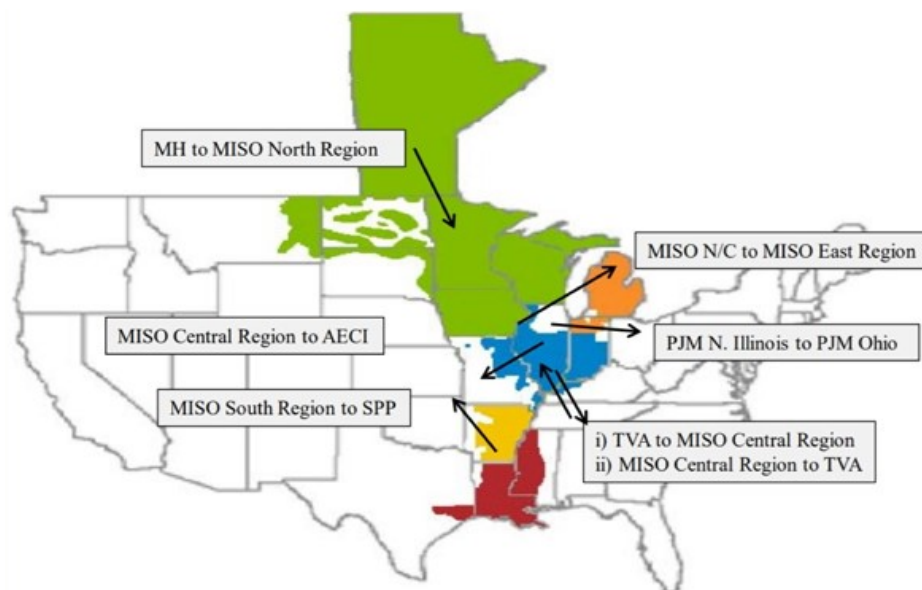 MH to MISO North Region
MISO N/C to MISO East Region
MISO Central Region to AECI
PJM N. Illinois to PJM Ohio
MISO South Region to SPP
i) TVA to MISO Central Region
ii) MISO Central Region to TVA